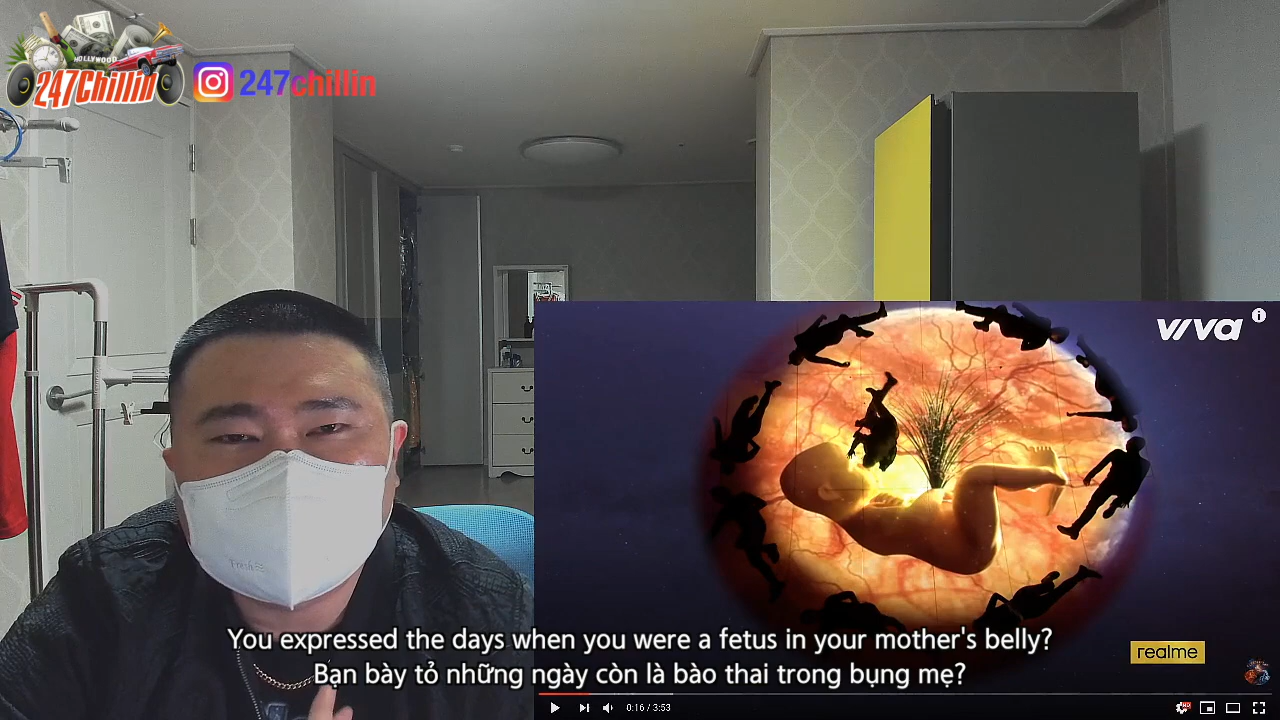 HOLLYWOOD
247Chillin
247chillin
viva
You expressed the days when you were a fetus in your mother's belly?
Bạn bày tỏ những ngày còn là bào thai trong bụng mẹ?
realme
0:16 / 3:53
HD